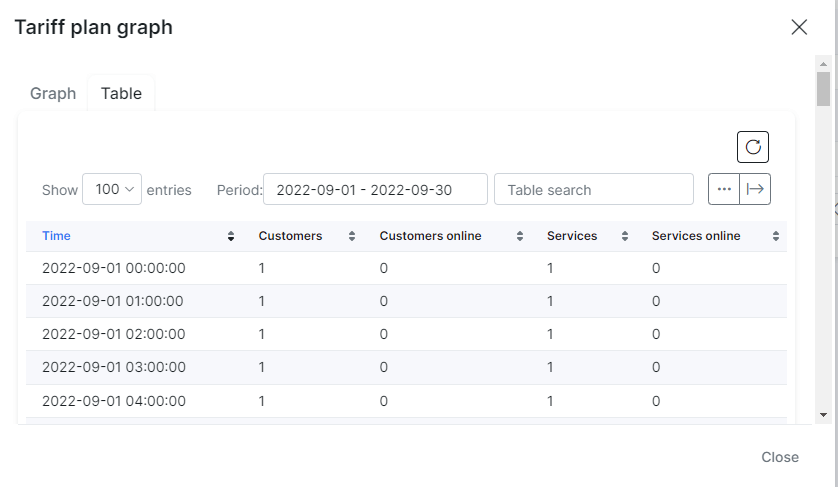 Tariff plan graph
Graph Table
Show 100 entries Period: 2022-09-01 - 2022-09-30 Table search ...
Time Customers Customers online Services Services online
2022-09-01 00:00:00 1 0 1 0
2022-09-01 01:00:00 1 0 1 0
2022-09-01 02:00:00 1 0 1 0
2022-09-01 03:00:00 1 0 1 0
2022-09-01 04:00:00 1 0 1 0
Close